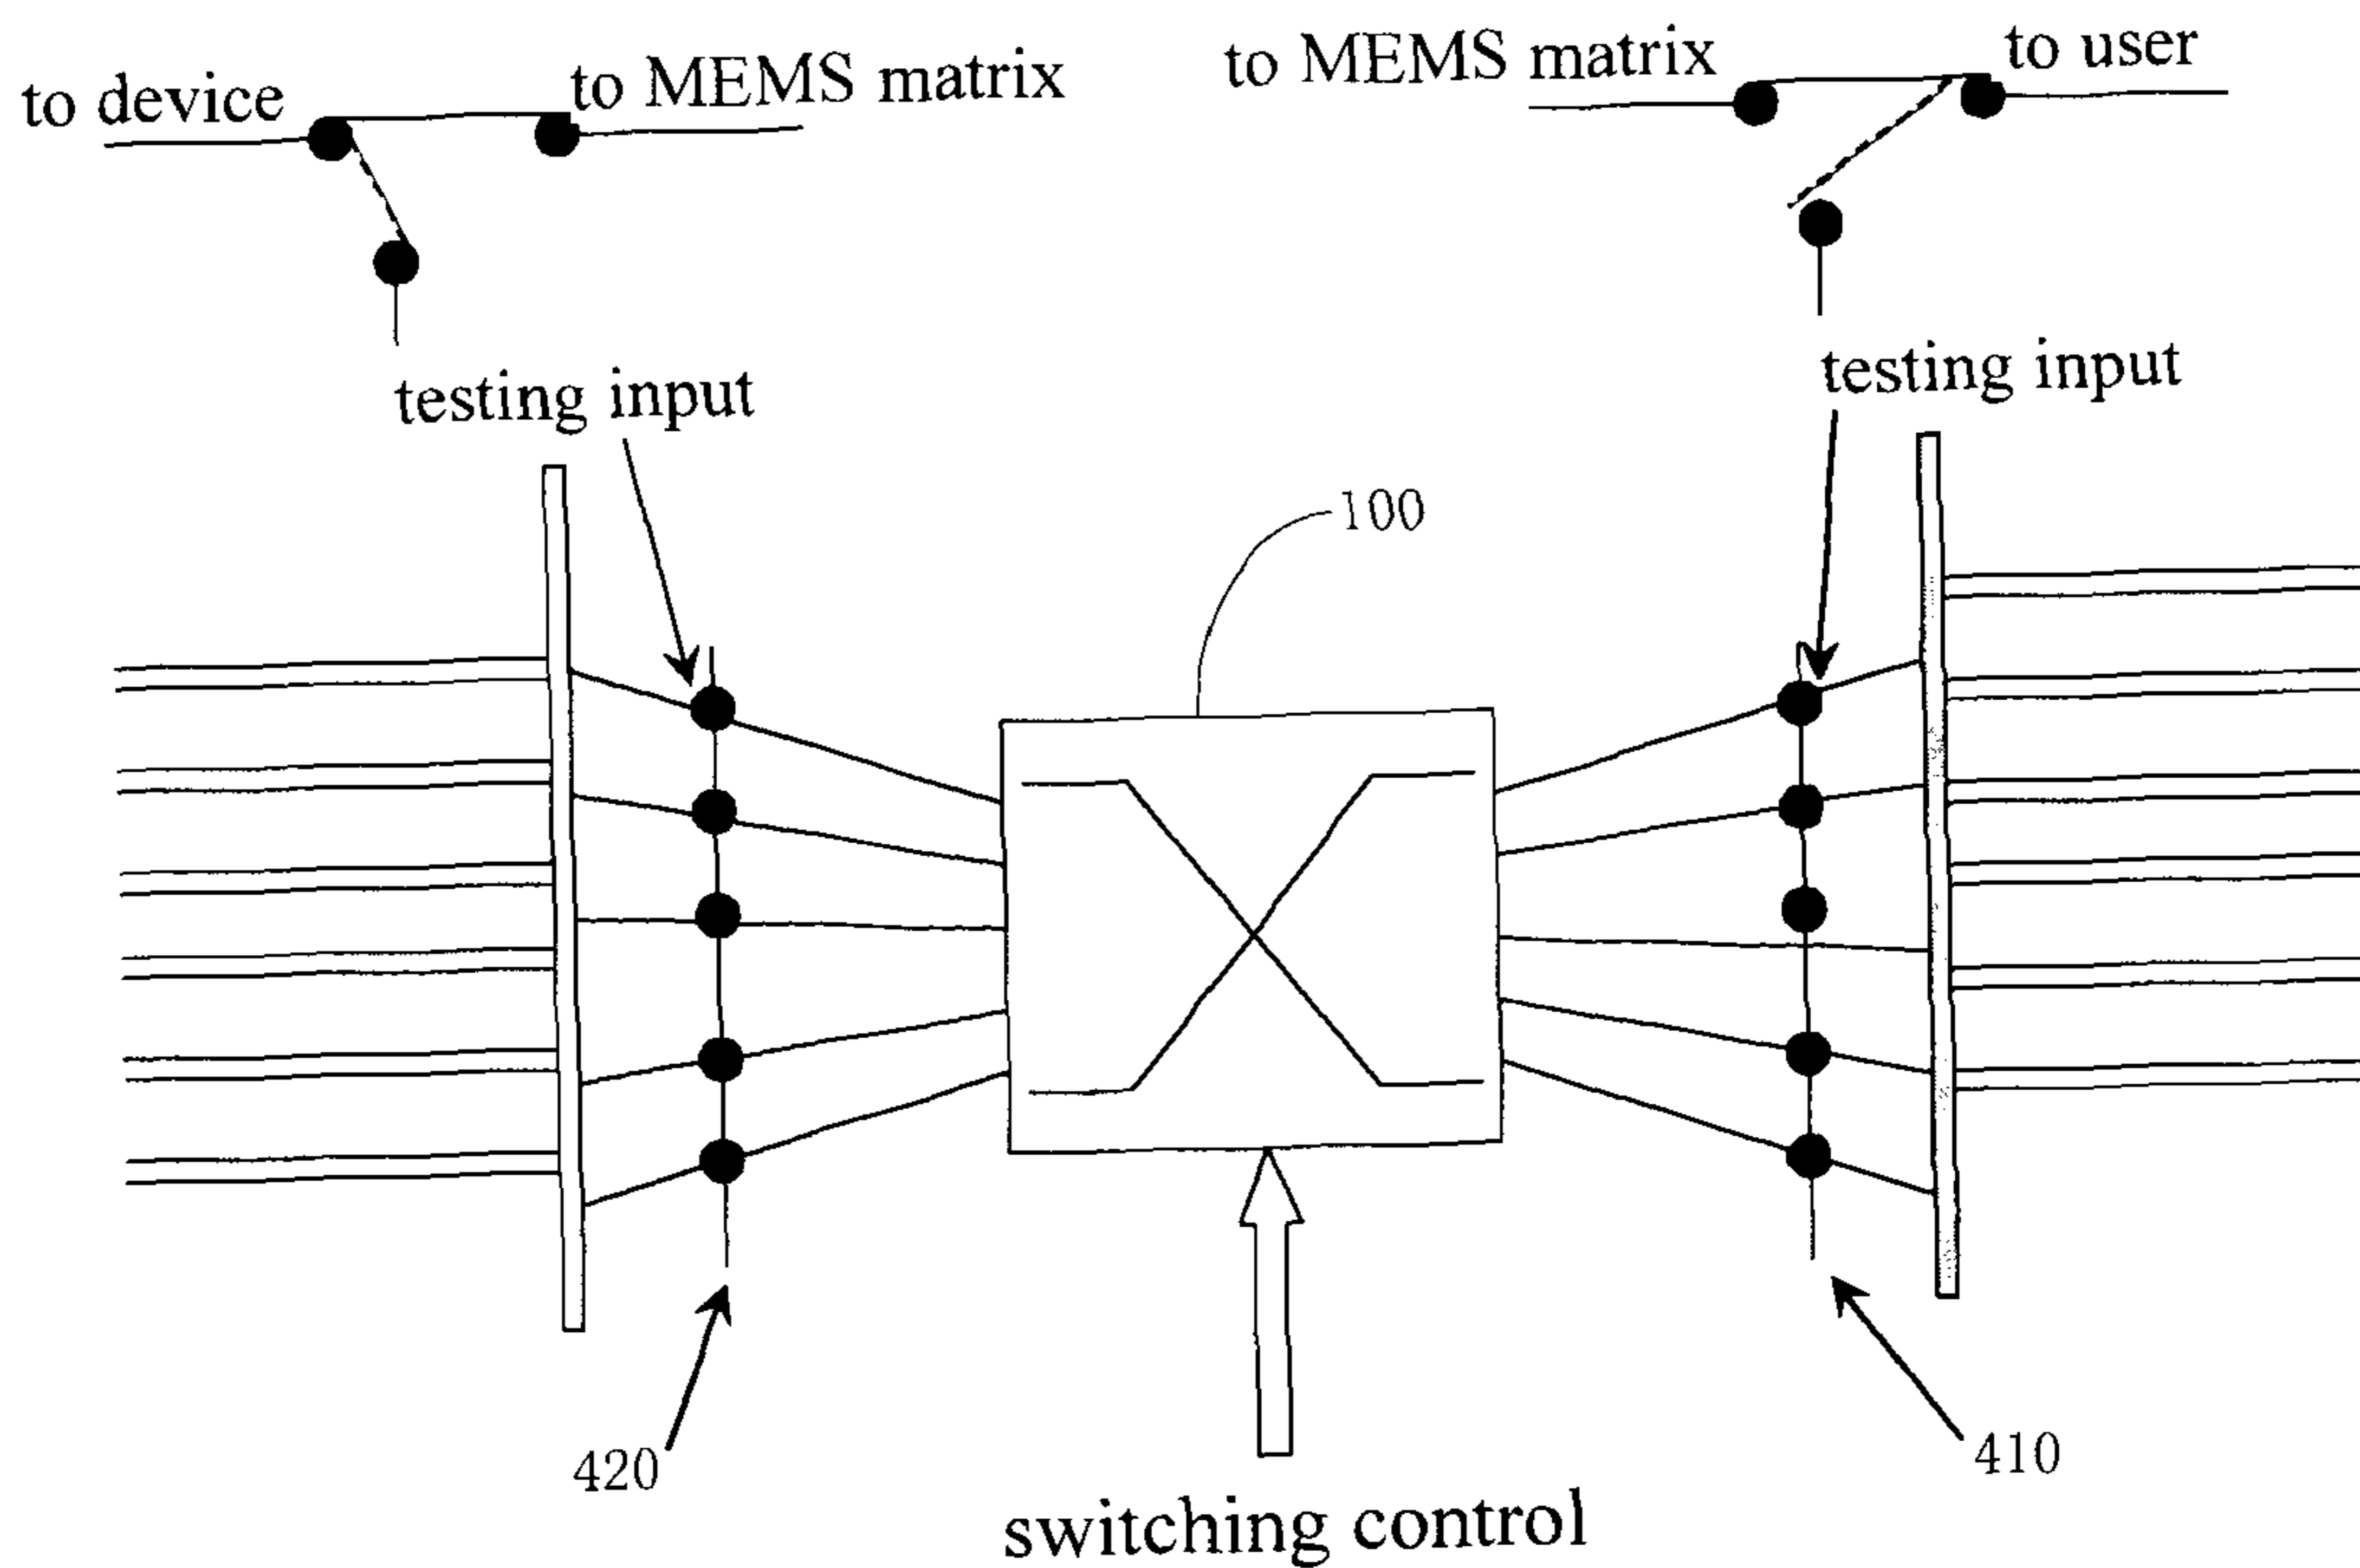 to device
to MEMS matrix
to MEMS matrix
to user
testing input
testing input
100
420
410
switching control